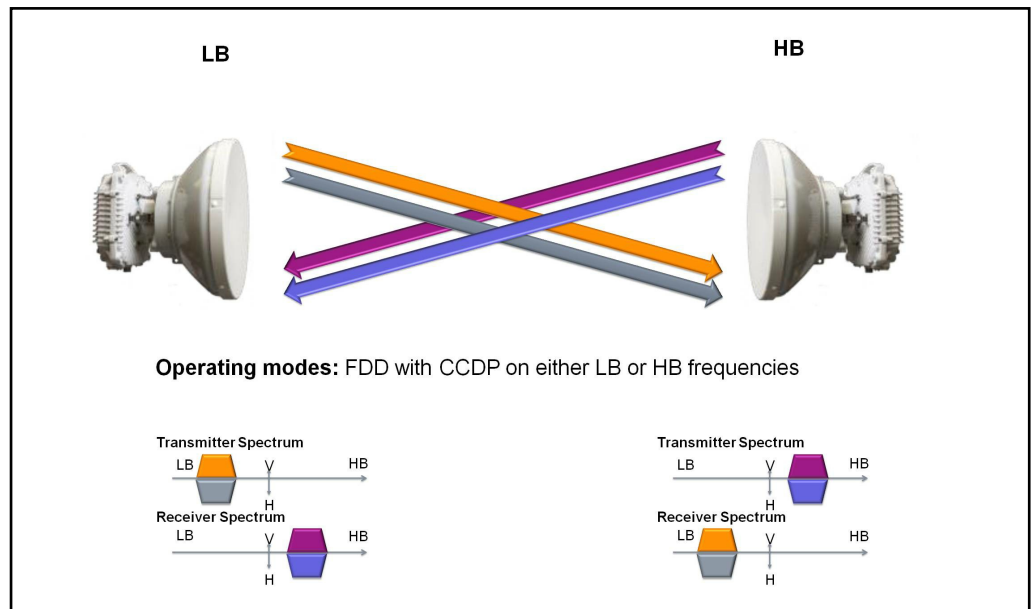 LB
HB
Operating modes: FDD with CCDP on either LB or HB frequencies
Transmitter Spectrum
LB
V
HB
H
Receiver Spectrum
LB
V
HB
H
Transmitter Spectrum
LB
V
HB
H
Receiver Spectrum
LB
V
HB
H